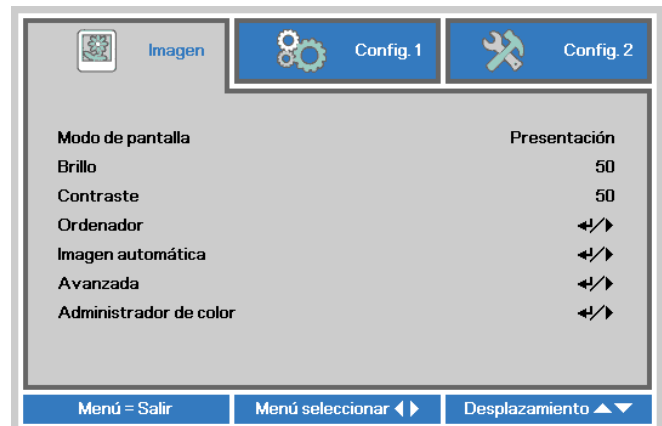 Imagen Config. 1 Config. 2
Modo de pantalla Presentación
Brillo 50
Contraste 50
Ordenador ↵/▶
Imagen automática ↵/▶
Avanzada ↵/▶
Administrador de color ↵/▶
Menú = Salir Menú seleccionar ◀▶ Desplazamiento ▲▼